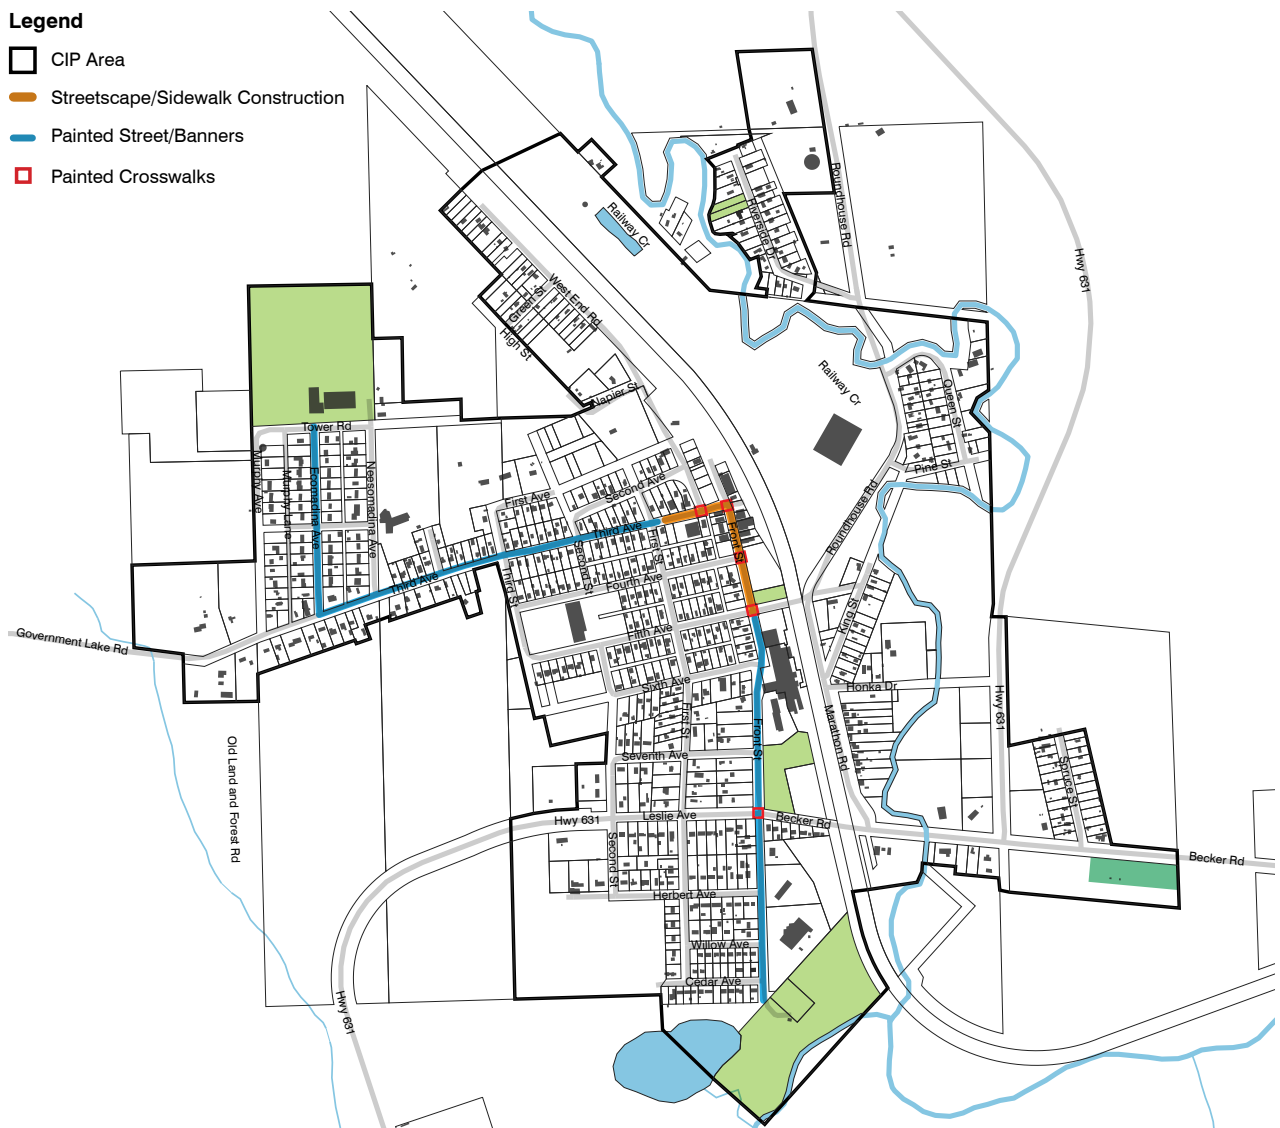 Legend
CIP Area
Streetscape/Sidewalk Construction
Painted Street/Banners
Painted Crosswalks
Railway Cr
Riverside Dr
Roundhouse Rd
Hwy 631
West End Rd
Green St
High St
Napier St
Railway Cr
Queen St
Pine St
Tower Rd
Murphy Ave
Murphy Lane
Eoomadina Ave
Neesomadina Ave
First Ave
Second Ave
Third Ave
Third Ave
First St
Front St
Second St
Third St
Fourth Ave
Fifth Ave
Sixth Ave
Roundhouse Rd
King St
Honka Dr
Government Lake Rd
Old Land and Forest Rd
First St
Front St
Marathon Rd
Hwy 631
Seventh Ave
Spruce St
Hwy 631
Leslie Ave
Becker Rd
Becker Rd
Second St
Herbert Ave
Willow Ave
Cedar Ave
Hwy 631